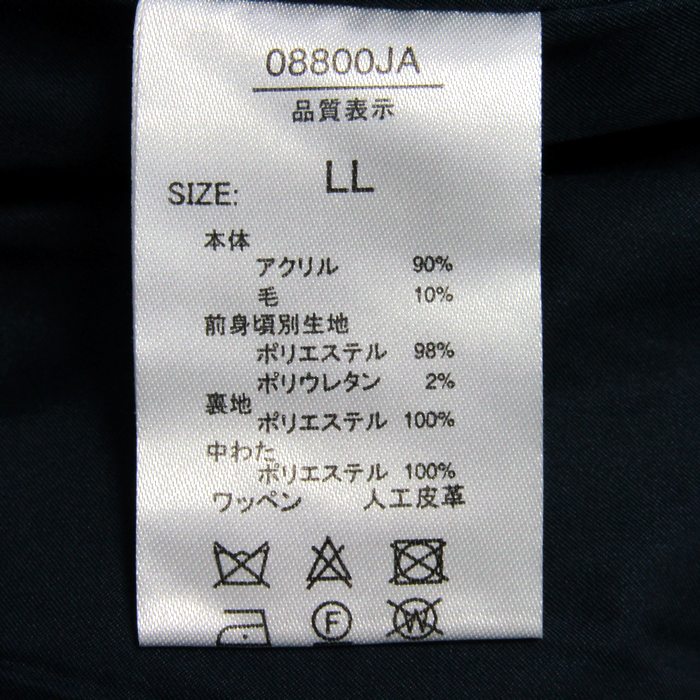 08800JA
品質表示
SIZE: LL
本体
アクリル 90%
毛 10%
前身頃別生地
ポリエステル 98%
ポリウレタン 2%
裏地
ポリエステル 100%
中わた
ポリエステル 100%
ワッペン 人工皮革
F W